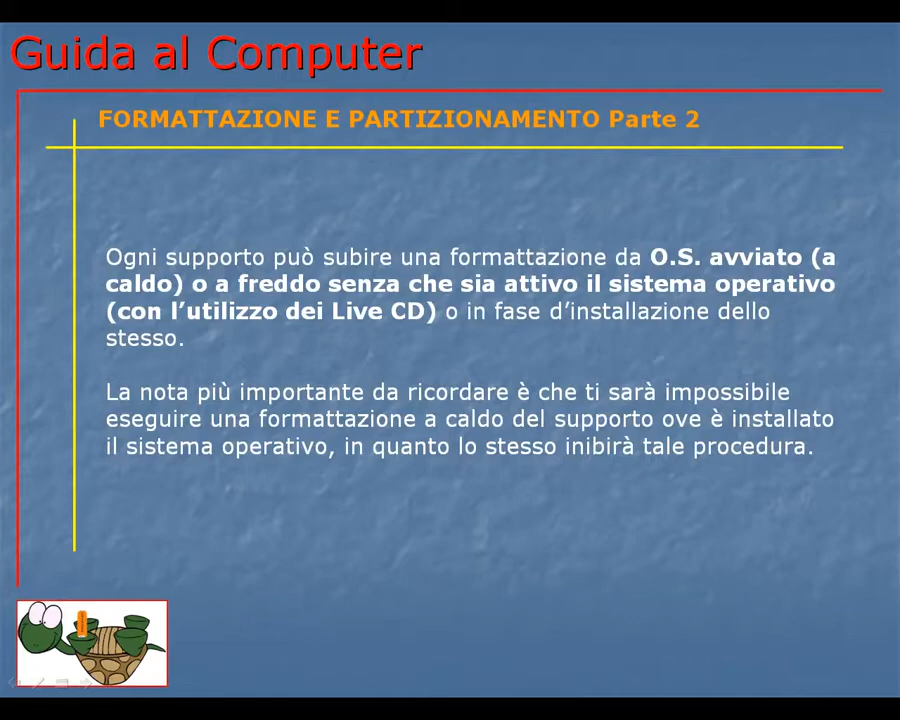 Guida al Computer
FORMATTAZIONE E PARTIZIONAMENTO Parte 2
Ogni supporto può subire una formattazione da O.S. avviato (a
caldo) o a freddo senza che sia attivo il sistema operativo
(con l’utilizzo dei Live CD) o in fase d’installazione dello
stesso.
La nota più importante da ricordare è che ti sarà impossibile
eseguire una formattazione a caldo del supporto ove è installato
il sistema operativo, in quanto lo stesso inibirà tale procedura.